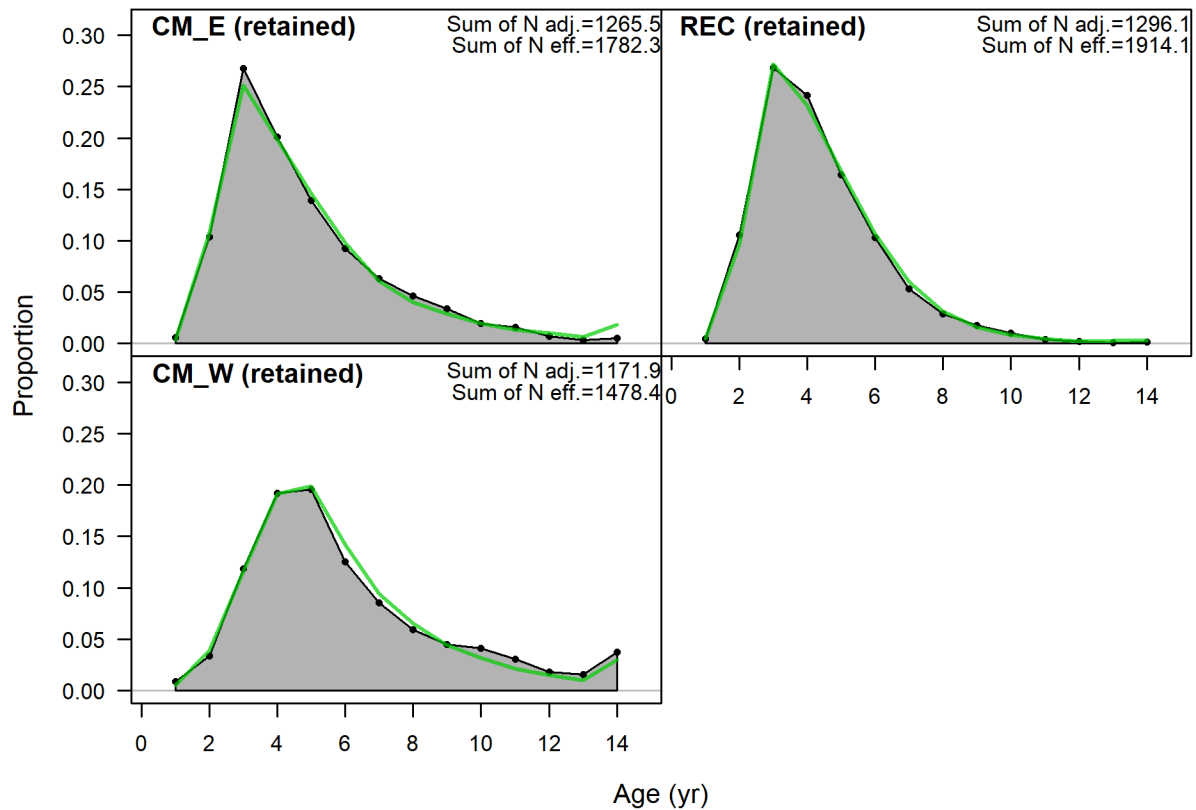 CM_E (retained)
Sum of N adj.=1265.5
Sum of N eff.=1782.3
REC (retained)
Sum of N adj.=1296.1
Sum of N eff.=1914.1
0.30
0.25
0.20
0.15
0.10
0.05
0.00
CM_W (retained)
Sum of N adj.=1171.9
Sum of N eff.=1478.4
0 2 4 6 8 10 12 14
0.30
0.25
0.20
0.15
0.10
0.05
0.00
0 2 4 6 8 10 12 14
Proportion
Age (yr)